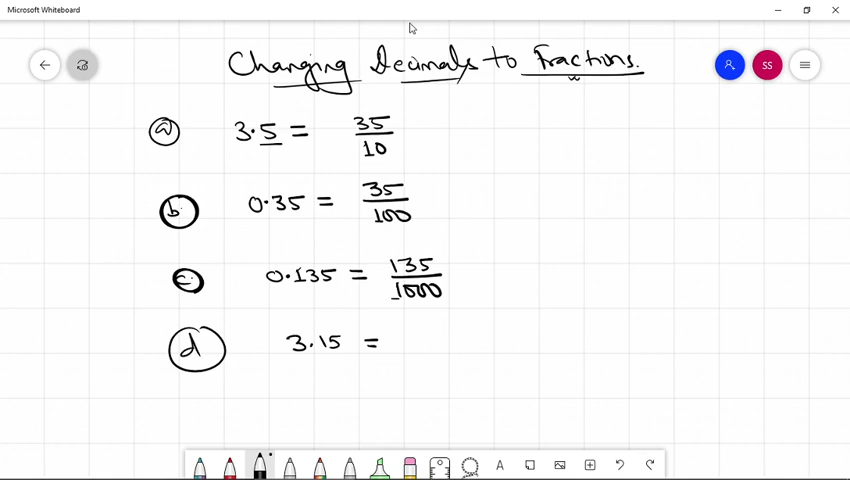 Microsoft Whiteboard
Changing Decimals to Fractions.
SS
a 3.5 = 35/10
b. 0.35 = 35/100
c. 0.135 = 135/1000
d 3.15 =
A